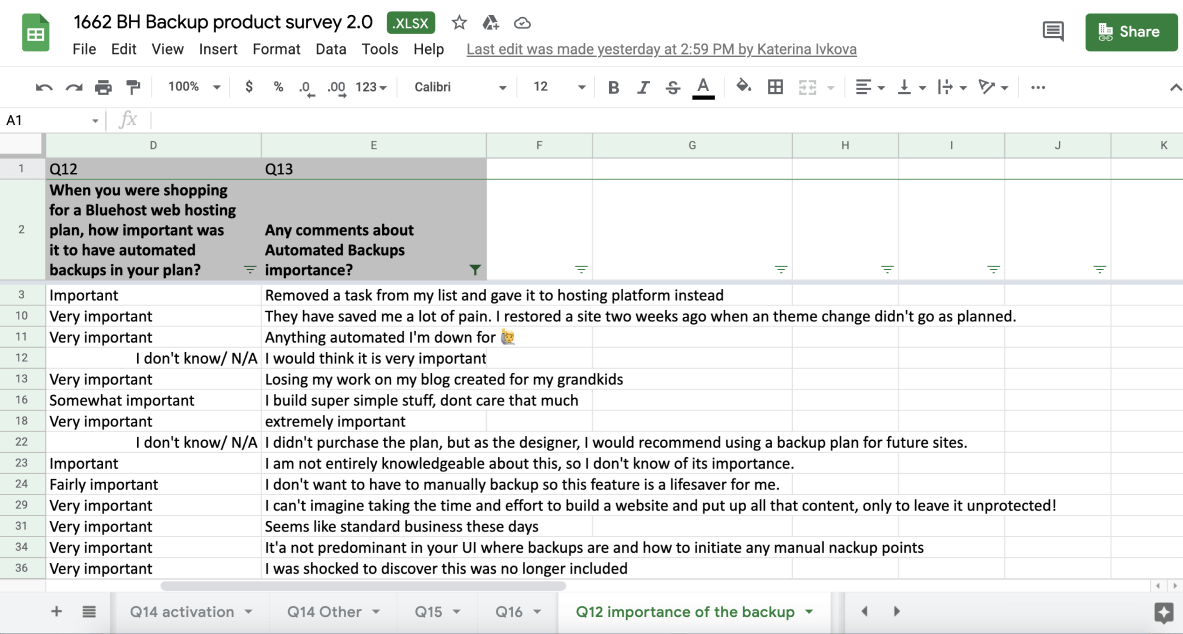 1662 BH Backup product survey 2.0 .XLSX
File Edit View Insert Format Data Tools Help Last edit was made yesterday at 2:59 PM by Katerina Ivkova
Share
100% $ % .0 .00 123 Calibri 12 B I S A ...
A1 fx
D E F G H I J K
1 Q12 Q13
When you were shopping
for a Bluehost web hosting
2 plan, how important was Any comments about
it to have automated Automated Backups
backups in your plan? importance?
3 Important Removed a task from my list and gave it to hosting platform instead
10 Very important They have saved me a lot of pain. I restored a site two weeks ago when an theme change didn't go as planned.
11 Very important Anything automated I'm down for 🙋
12 I don't know/ N/A I would think it is very important
13 Very important Losing my work on my blog created for my grandkids
16 Somewhat important I build super simple stuff, dont care that much
18 Very important extremely important
22 I don't know/ N/A I didn't purchase the plan, but as the designer, I would recommend using a backup plan for future sites.
23 Important I am not entirely knowledgeable about this, so I don't know of its importance.
24 Fairly important I don't want to have to manually backup so this feature is a lifesaver for me.
29 Very important I can't imagine taking the time and effort to build a website and put up all that content, only to leave it unprotected!
31 Very important Seems like standard business these days
34 Very important It'a not predominant in your UI where backups are and how to initiate any manual nackup points
36 Very important I was shocked to discover this was no longer included
+ Q14 activation Q14 Other Q15 Q16 Q12 importance of the backup